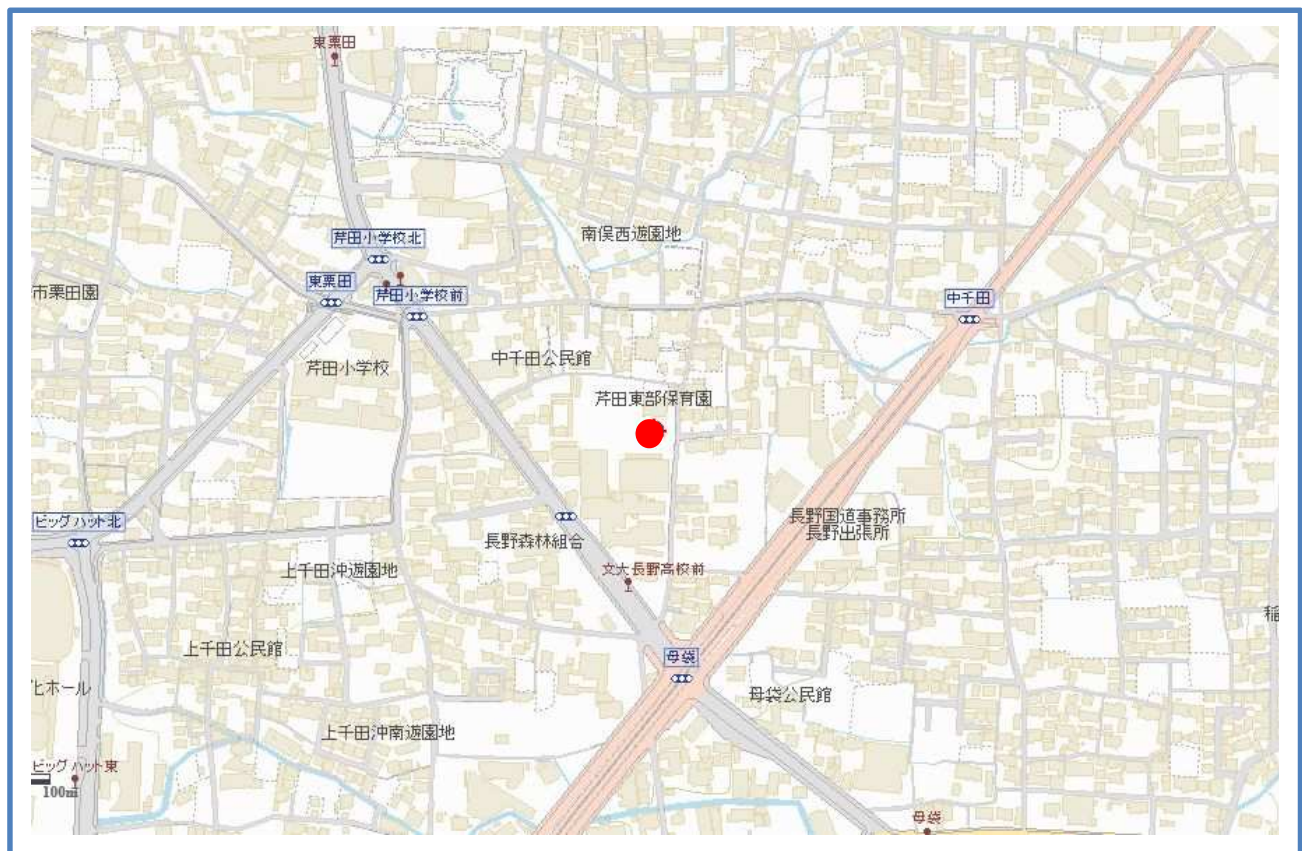 東栗田
芹田小学校北
南俣西遊園地
東栗田
芹田小学校前
市栗田園
中千田
芹田小学校
中千田公民館
芹田東部保育園
ビッグハット北
長野森林組合
長野国道事務所
長野出張所
上千田沖遊園地
文大長野高校前
上千田公民館
稲
母袋
化ホール
母袋公民館
上千田沖南遊園地
ビッグハット東
100m
母袋